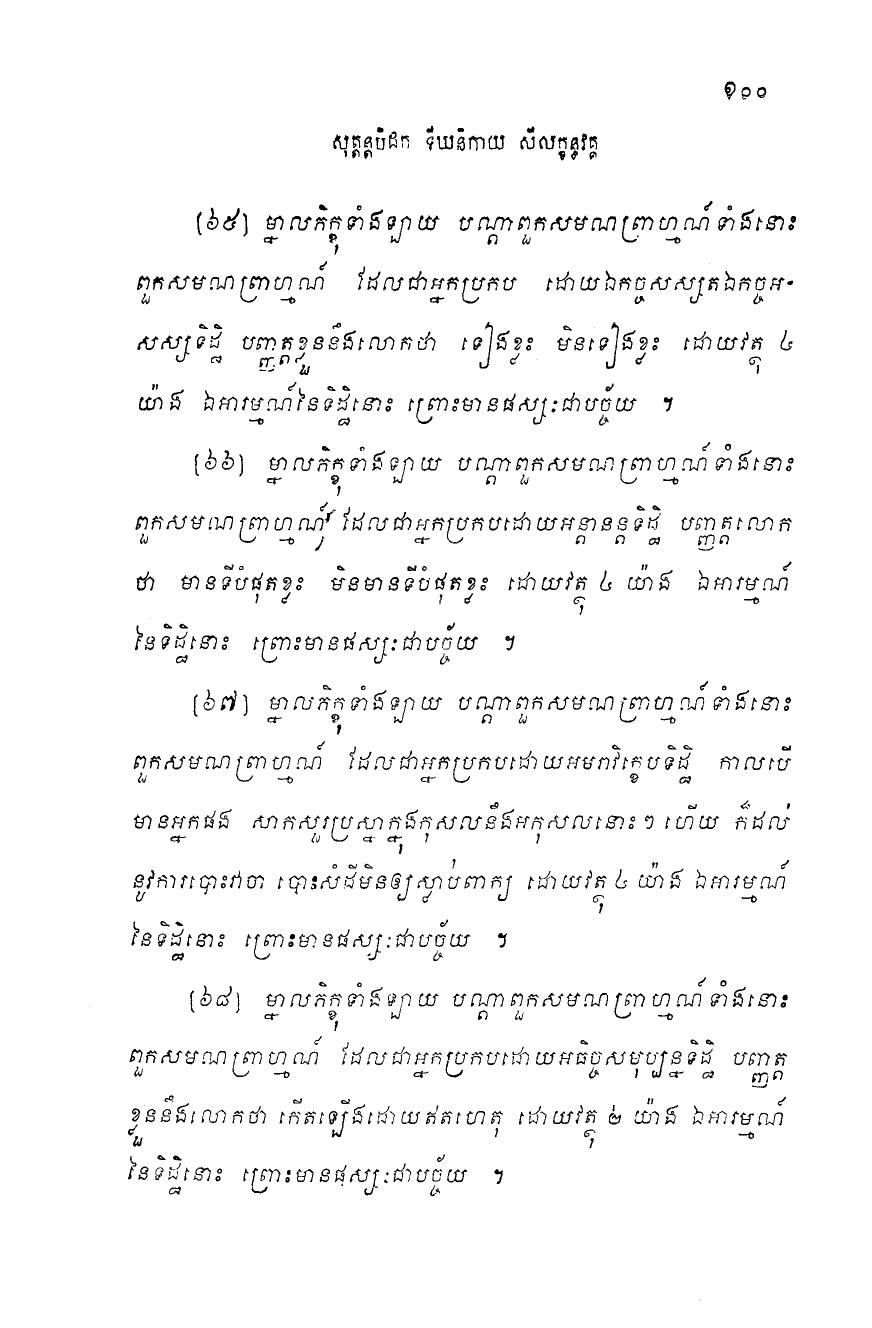 ១០០
សុត្តន្តបិដក ទីឃនិកាយ សីលក្ខន្ធវគ្គ
[៦៥] ម្នាលភិក្ខុទាំងឡាយ បណ្តាពួកសមណព្រាហ្មណ៍ទាំងនោះ
ពួកសមណព្រាហ្មណ៍ ដែលជាអ្នកប្រកប ដោយឯកច្ចសស្សតឯកច្ចអ-
សស្សទិដ្ឋិ បញ្ញត្តខ្លួននឹងលោកថា ទៀងខ្លះ មិនទៀងខ្លះ ដោយវត្ថុ ៤
យ៉ាង ឯអារម្មណ៍នៃទិដ្ឋិនោះ ព្រោះមានផស្សៈជាបច្ច័យ ។
[៦៦] ម្នាលភិក្ខុទាំងឡាយ បណ្តាពួកសមណព្រាហ្មណ៍ទាំងនោះ
ពួកសមណព្រាហ្មណ៍ ដែលជាអ្នកប្រកបដោយអន្តានន្តទិដ្ឋិ បញ្ញត្តលោក
ថា មានទីបំផុតខ្លះ មិនមានទីបំផុតខ្លះ ដោយវត្ថុ ៤ យ៉ាង ឯអារម្មណ៍
នៃទិដ្ឋិនោះ ព្រោះមានផស្សៈជាបច្ច័យ ។
[៦៧] ម្នាលភិក្ខុទាំងឡាយ បណ្តាពួកសមណព្រាហ្មណ៍ទាំងនោះ
ពួកសមណព្រាហ្មណ៍ ដែលជាអ្នកប្រកបដោយអមរាវិក្ខេបទិដ្ឋិ កាលបើ
មានអ្នកផង សាកសួរប្រស្នាក្នុងកុសលនឹងអកុសលនោះៗ ហើយ ក៏ដល់
នូវការបោះវាចា បោះសំដីមិនឲ្យស្លាប់ពាក្យ ដោយវត្ថុ ៤ យ៉ាង ឯអារម្មណ៍
នៃទិដ្ឋិនោះ ព្រោះមានផស្សៈជាបច្ច័យ ។
[៦៨] ម្នាលភិក្ខុទាំងឡាយ បណ្តាពួកសមណព្រាហ្មណ៍ទាំងនោះ
ពួកសមណព្រាហ្មណ៍ ដែលជាអ្នកប្រកបដោយអធិច្ចសមុប្បន្នទិដ្ឋិ បញ្ញត្ត
ខ្លួននឹងលោកថា កើតឡើងដោយឥតហេតុ ដោយវត្ថុ ២ យ៉ាង ឯអារម្មណ៍
នៃទិដ្ឋិនោះ ព្រោះមានផស្សៈជាបច្ច័យ ។